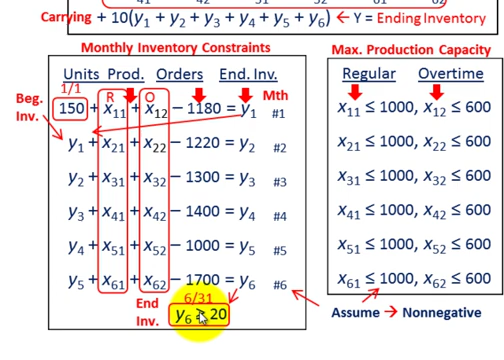 Carrying + 10(y1 + y2 + y3 + y4 + y5 + y6) ← Y = Ending Inventory
Monthly Inventory Constraints
Units Prod. Orders End. Inv.
1/1 R O Mth
Beg. Inv. 150 + x11 + x12 − 1180 = y1 #1
y1 + x21 + x22 − 1220 = y2 #2
y2 + x31 + x32 − 1300 = y3 #3
y3 + x41 + x42 − 1400 = y4 #4
y4 + x51 + x52 − 1000 = y5 #5
y5 + x61 + x62 − 1700 = y6 #6
6/31
End Inv. y6 ≥ 20
Max. Production Capacity
Regular Overtime
x11 ≤ 1000, x12 ≤ 600
x21 ≤ 1000, x22 ≤ 600
x31 ≤ 1000, x32 ≤ 600
x41 ≤ 1000, x42 ≤ 600
x51 ≤ 1000, x52 ≤ 600
x61 ≤ 1000, x62 ≤ 600
Assume → Nonnegative